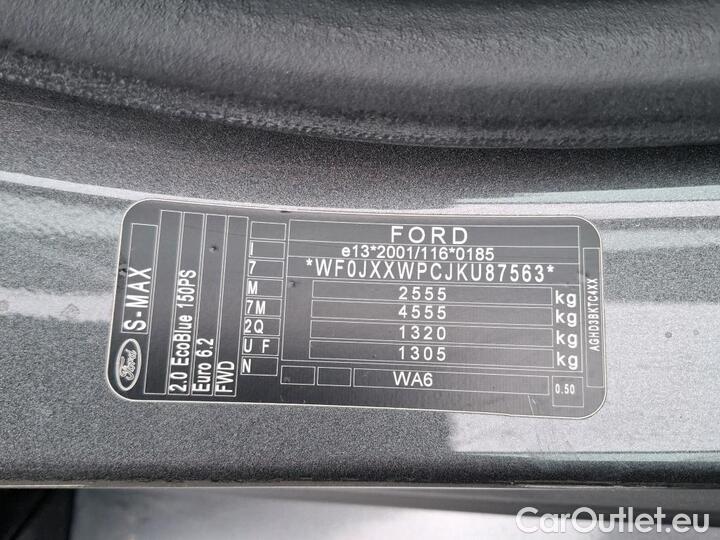 Ford
S-MAX
2.0 EcoBlue 150PS
Euro 6.2
FWD
I
7
M
7M
2Q
U F
N
FORD
e13*2001/116*0185
*WF0JXXWPCJKU87563*
2555 kg
4555 kg
1320 kg
1305 kg
WA6
0.50
AGHD3BKTC4XX
CarOutlet.eu